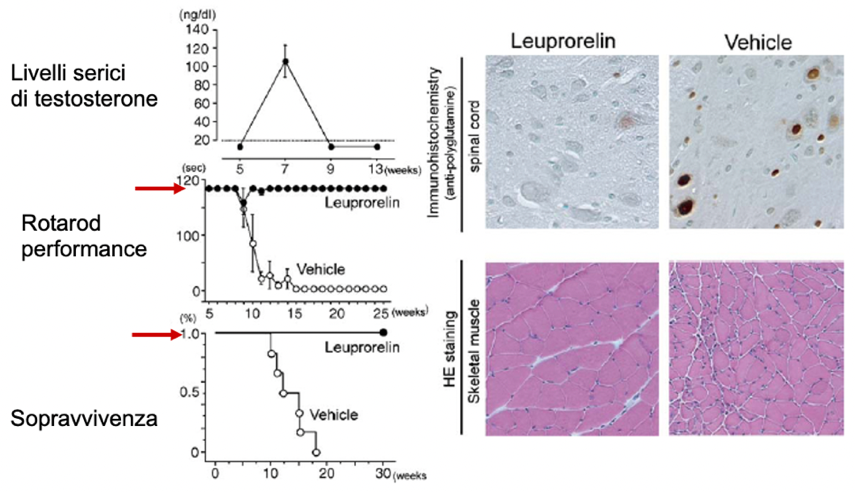 Livelli serici
di testosterone
(ng/dl)
140
120
100
80
60
40
20
5 7 9 13 (weeks)
(sec)
120
100
0
Leuprorelin
Vehicle
5 10 15 20 25 (weeks)
Rotarod
performance
(%)
1.0
0.5
0
Leuprorelin
Vehicle
0 10 20 30 (weeks
Sopravvivenza
Leuprorelin Vehicle
Immunohistochemistry
(anti-polyglutamine)
spinal cord
HE staining
Skeletal muscle